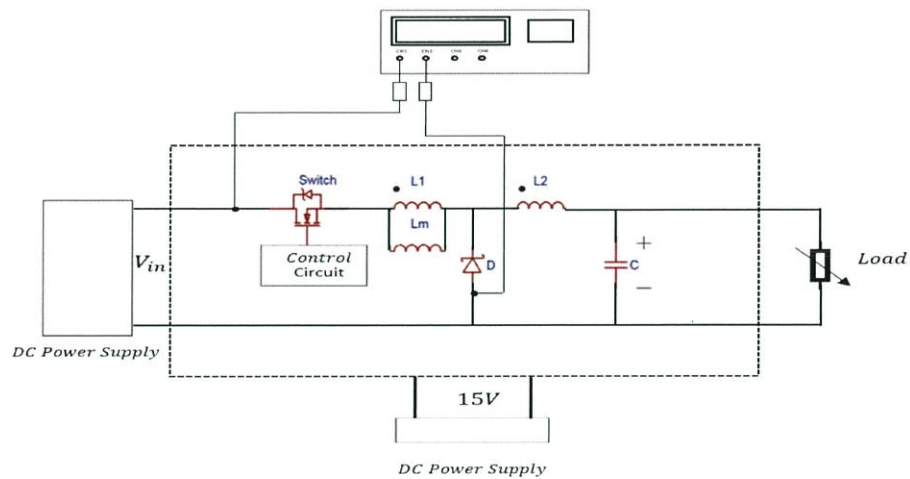 CH1 CH2 CH3 CH4
Switch
L1
L2
Lm
V_in
Control
Circuit
D
+
C
−
Load
DC Power Supply
15V
DC Power Supply